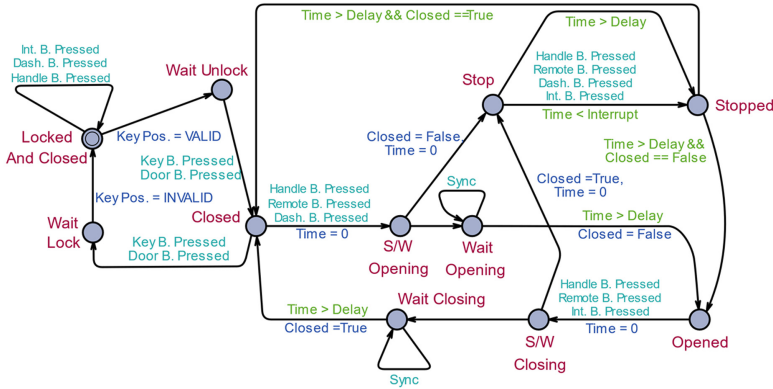 Time > Delay && Closed ==True
Time > Delay
Int. B. Pressed
Dash. B. Pressed
Handle B. Pressed
Wait Unlock
Stop
Handle B. Pressed
Remote B. Pressed
Dash. B. Pressed
Int. B. Pressed
Time < Interrupt
Stopped
Locked
And Closed
Key Pos. = VALID
Closed = False,
Time = 0
Time > Delay &&
Closed == False
Key B. Pressed
Door B. Pressed
Key Pos. = INVALID
Sync
Closed =True,
Time = 0
Handle B. Pressed
Remote B. Pressed
Dash. B. Pressed
Time = 0
Closed
Wait
Lock
Time > Delay
Closed = False
Key B. Pressed
Door B. Pressed
S/W
Opening
Wait
Opening
Handle B. Pressed
Remote B. Pressed
Int. B. Pressed
Time = 0
Wait Closing
Time > Delay
Closed =True
Opened
S/W
Closing
Sync